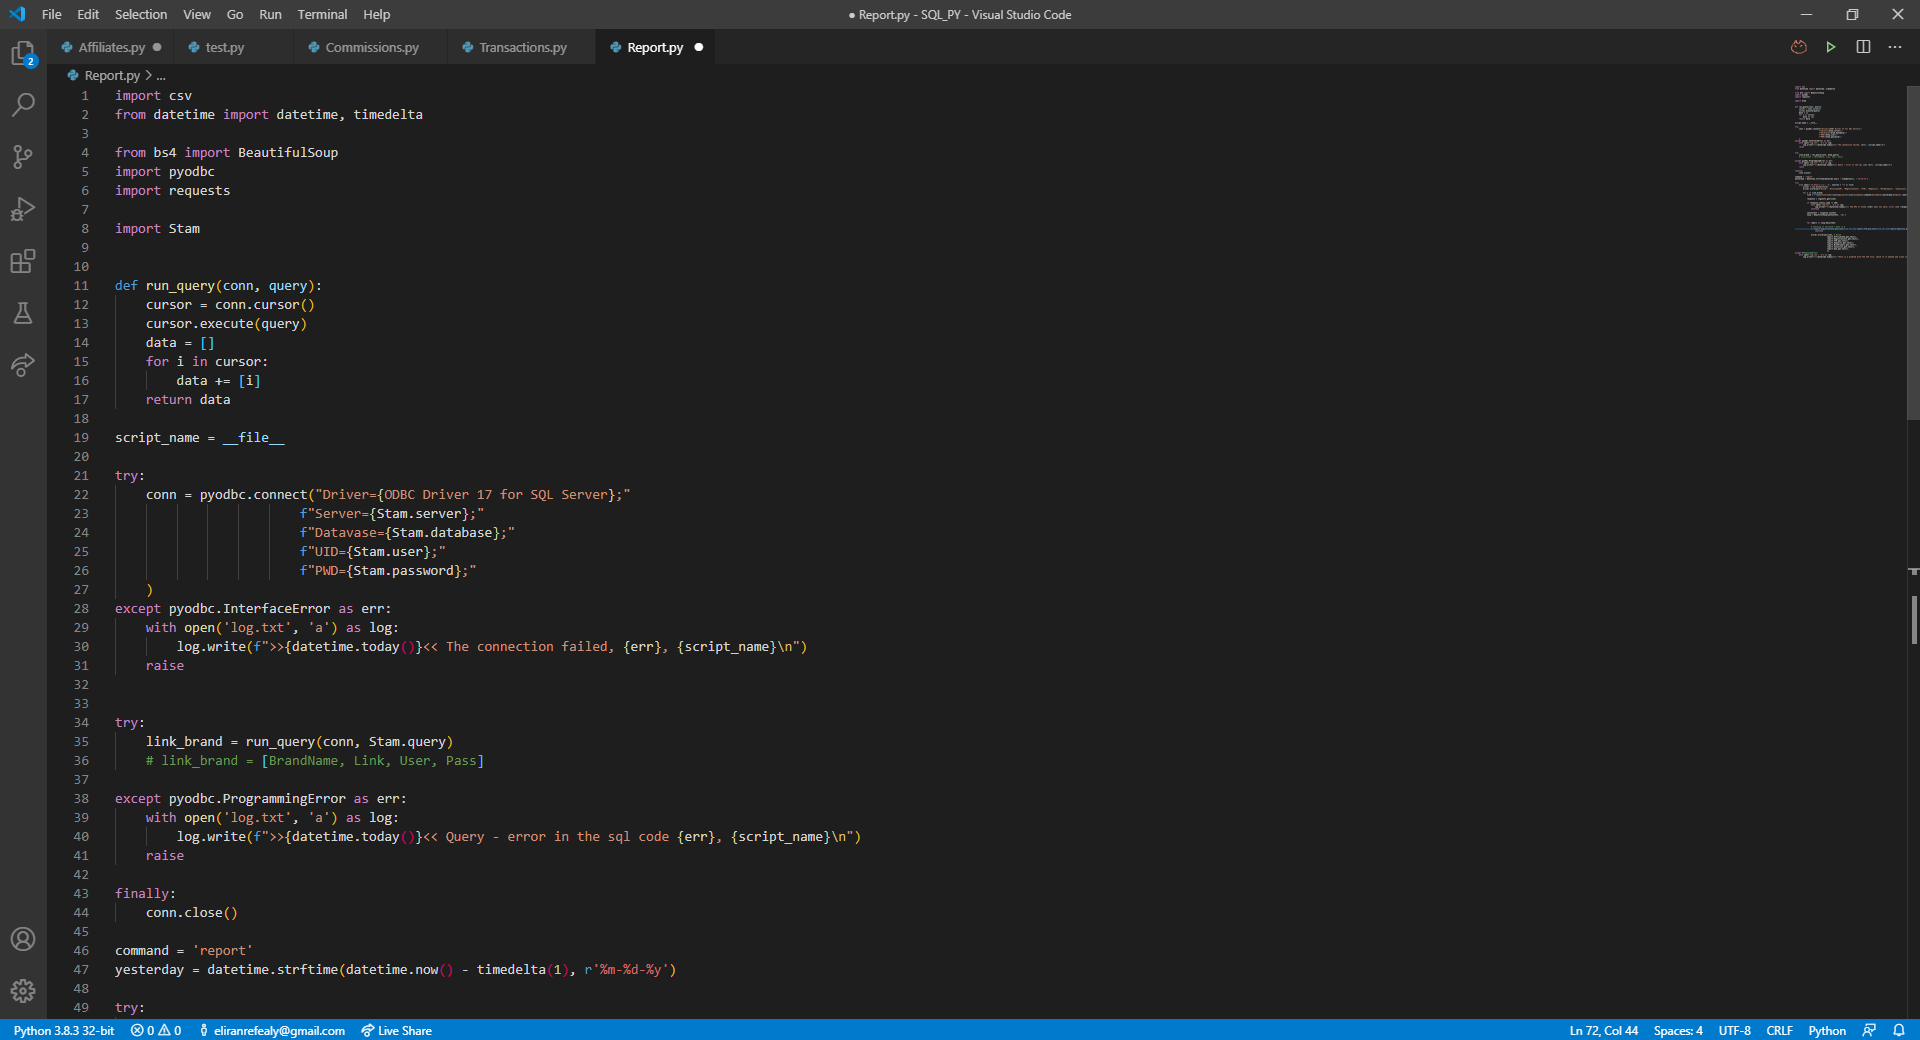 File Edit Selection View Go Run Terminal Help
● Report.py - SQL_PY - Visual Studio Code
Affiliates.py test.py Commissions.py Transactions.py Report.py
Report.py > ...
2
1 import csv
2 from datetime import datetime, timedelta
3
4 from bs4 import BeautifulSoup
5 import pyodbc
6 import requests
7
8 import Stam
9
10
11 def run_query(conn, query):
12 cursor = conn.cursor()
13 cursor.execute(query)
14 data = []
15 for i in cursor:
16 data += [i]
17 return data
18
19 script_name = __file__
20
21 try:
22 conn = pyodbc.connect("Driver={ODBC Driver 17 for SQL Server};"
23 f"Server={Stam.server};"
24 f"Datavase={Stam.database};"
25 f"UID={Stam.user};"
26 f"PWD={Stam.password};"
27 )
28 except pyodbc.InterfaceError as err:
29 with open('log.txt', 'a') as log:
30 log.write(f">>{datetime.today()}<< The connection failed, {err}, {script_name}\n")
31 raise
32
33
34 try:
35 link_brand = run_query(conn, Stam.query)
36 # link_brand = [BrandName, Link, User, Pass]
37
38 except pyodbc.ProgrammingError as err:
39 with open('log.txt', 'a') as log:
40 log.write(f">>{datetime.today()}<< Query - error in the sql code {err}, {script_name}\n")
41 raise
42
43 finally:
44 conn.close()
45
46 command = 'report'
47 yesterday = datetime.strftime(datetime.now() - timedelta(1), r'%m-%d-%y')
48
49 try:
Python 3.8.3 32-bit 0 0 eliranrefealy@gmail.com Live Share Ln 72, Col 44 Spaces: 4 UTF-8 CRLF Python